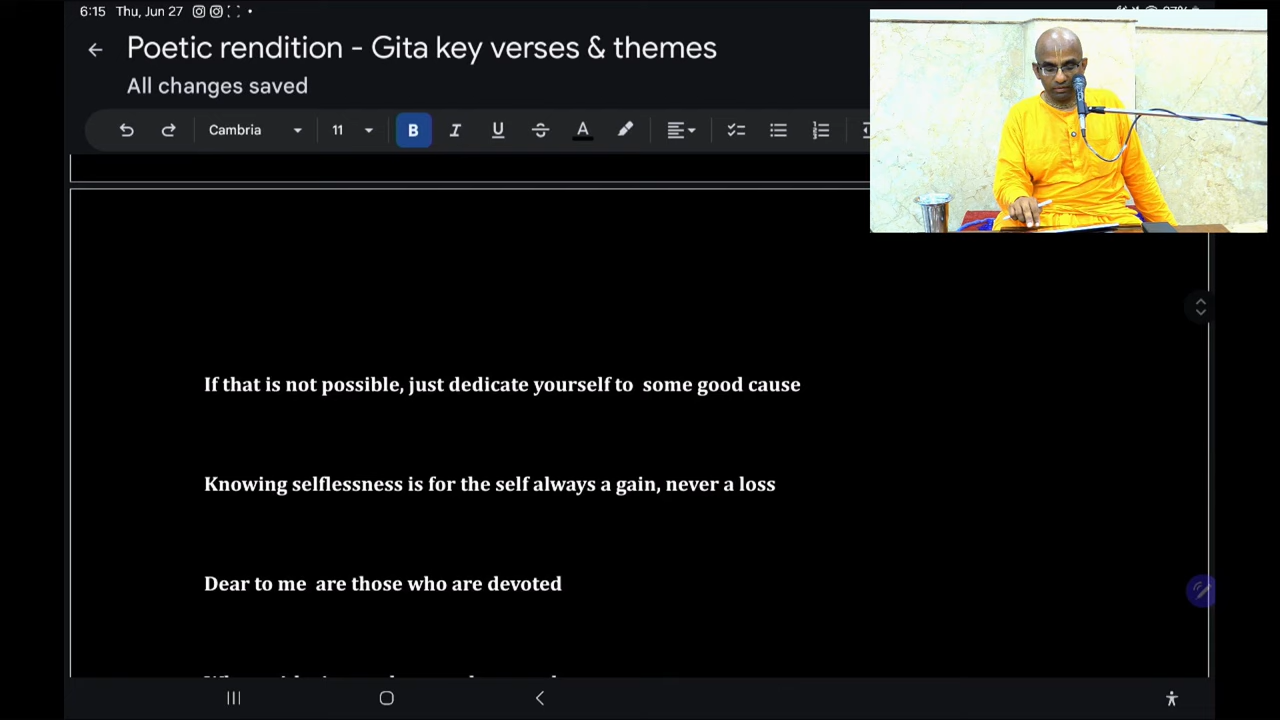 6:15 Thu, Jun 27
Poetic rendition - Gita key verses & themes
All changes saved
Cambria 11 B I U S A
If that is not possible, just dedicate yourself to  some good cause
Knowing selflessness is for the self always a gain, never a loss
Dear to me  are those who are devoted